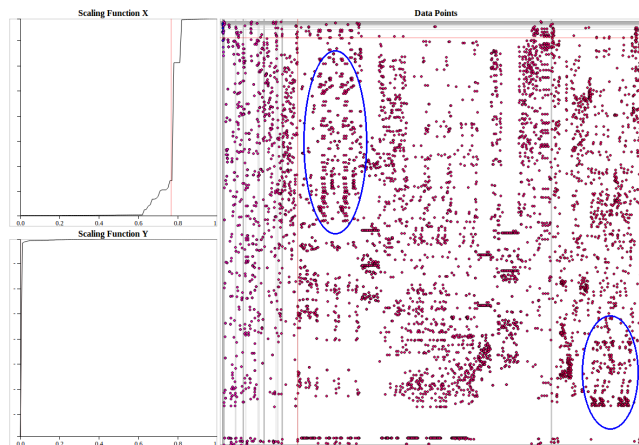 Scaling Function X
Data Points
0.0 0.2 0.4 0.6 0.8 1
Scaling Function Y
0.0 0.2 0.4 0.6 0.8 1